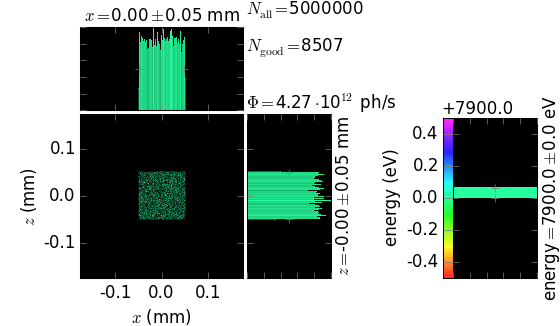 x=0.00±0.05 mm
N_all=5000000
N_good=8507
Φ=4.27·10¹² ph/s
+7900.0
0.1
0.0
-0.1
z (mm)
-0.1 0.0 0.1
x (mm)
z=-0.00±0.05 mm
0.4
0.2
0.0
-0.2
-0.4
energy (eV)
energy=7900.0±0.0 eV